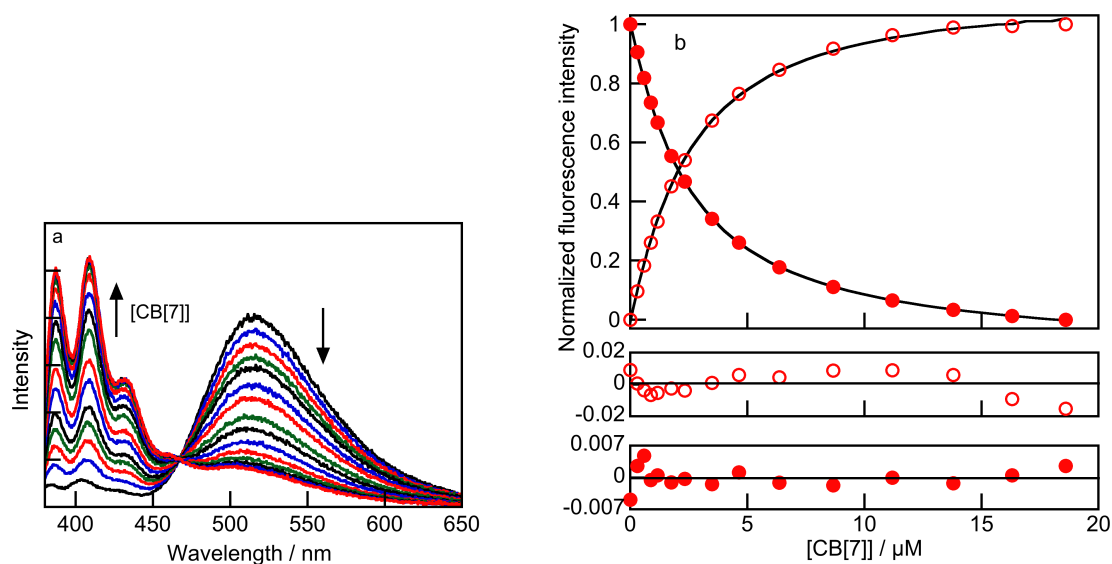 a
[CB[7]]
Intensity
400 450 500 550 600 650
Wavelength / nm
b
Normalized fluorescence intensity
1
0.8
0.6
0.4
0.2
0
0.02
0
-0.02
0.007
0
-0.007
0 5 10 15 20
[CB[7]] / µM